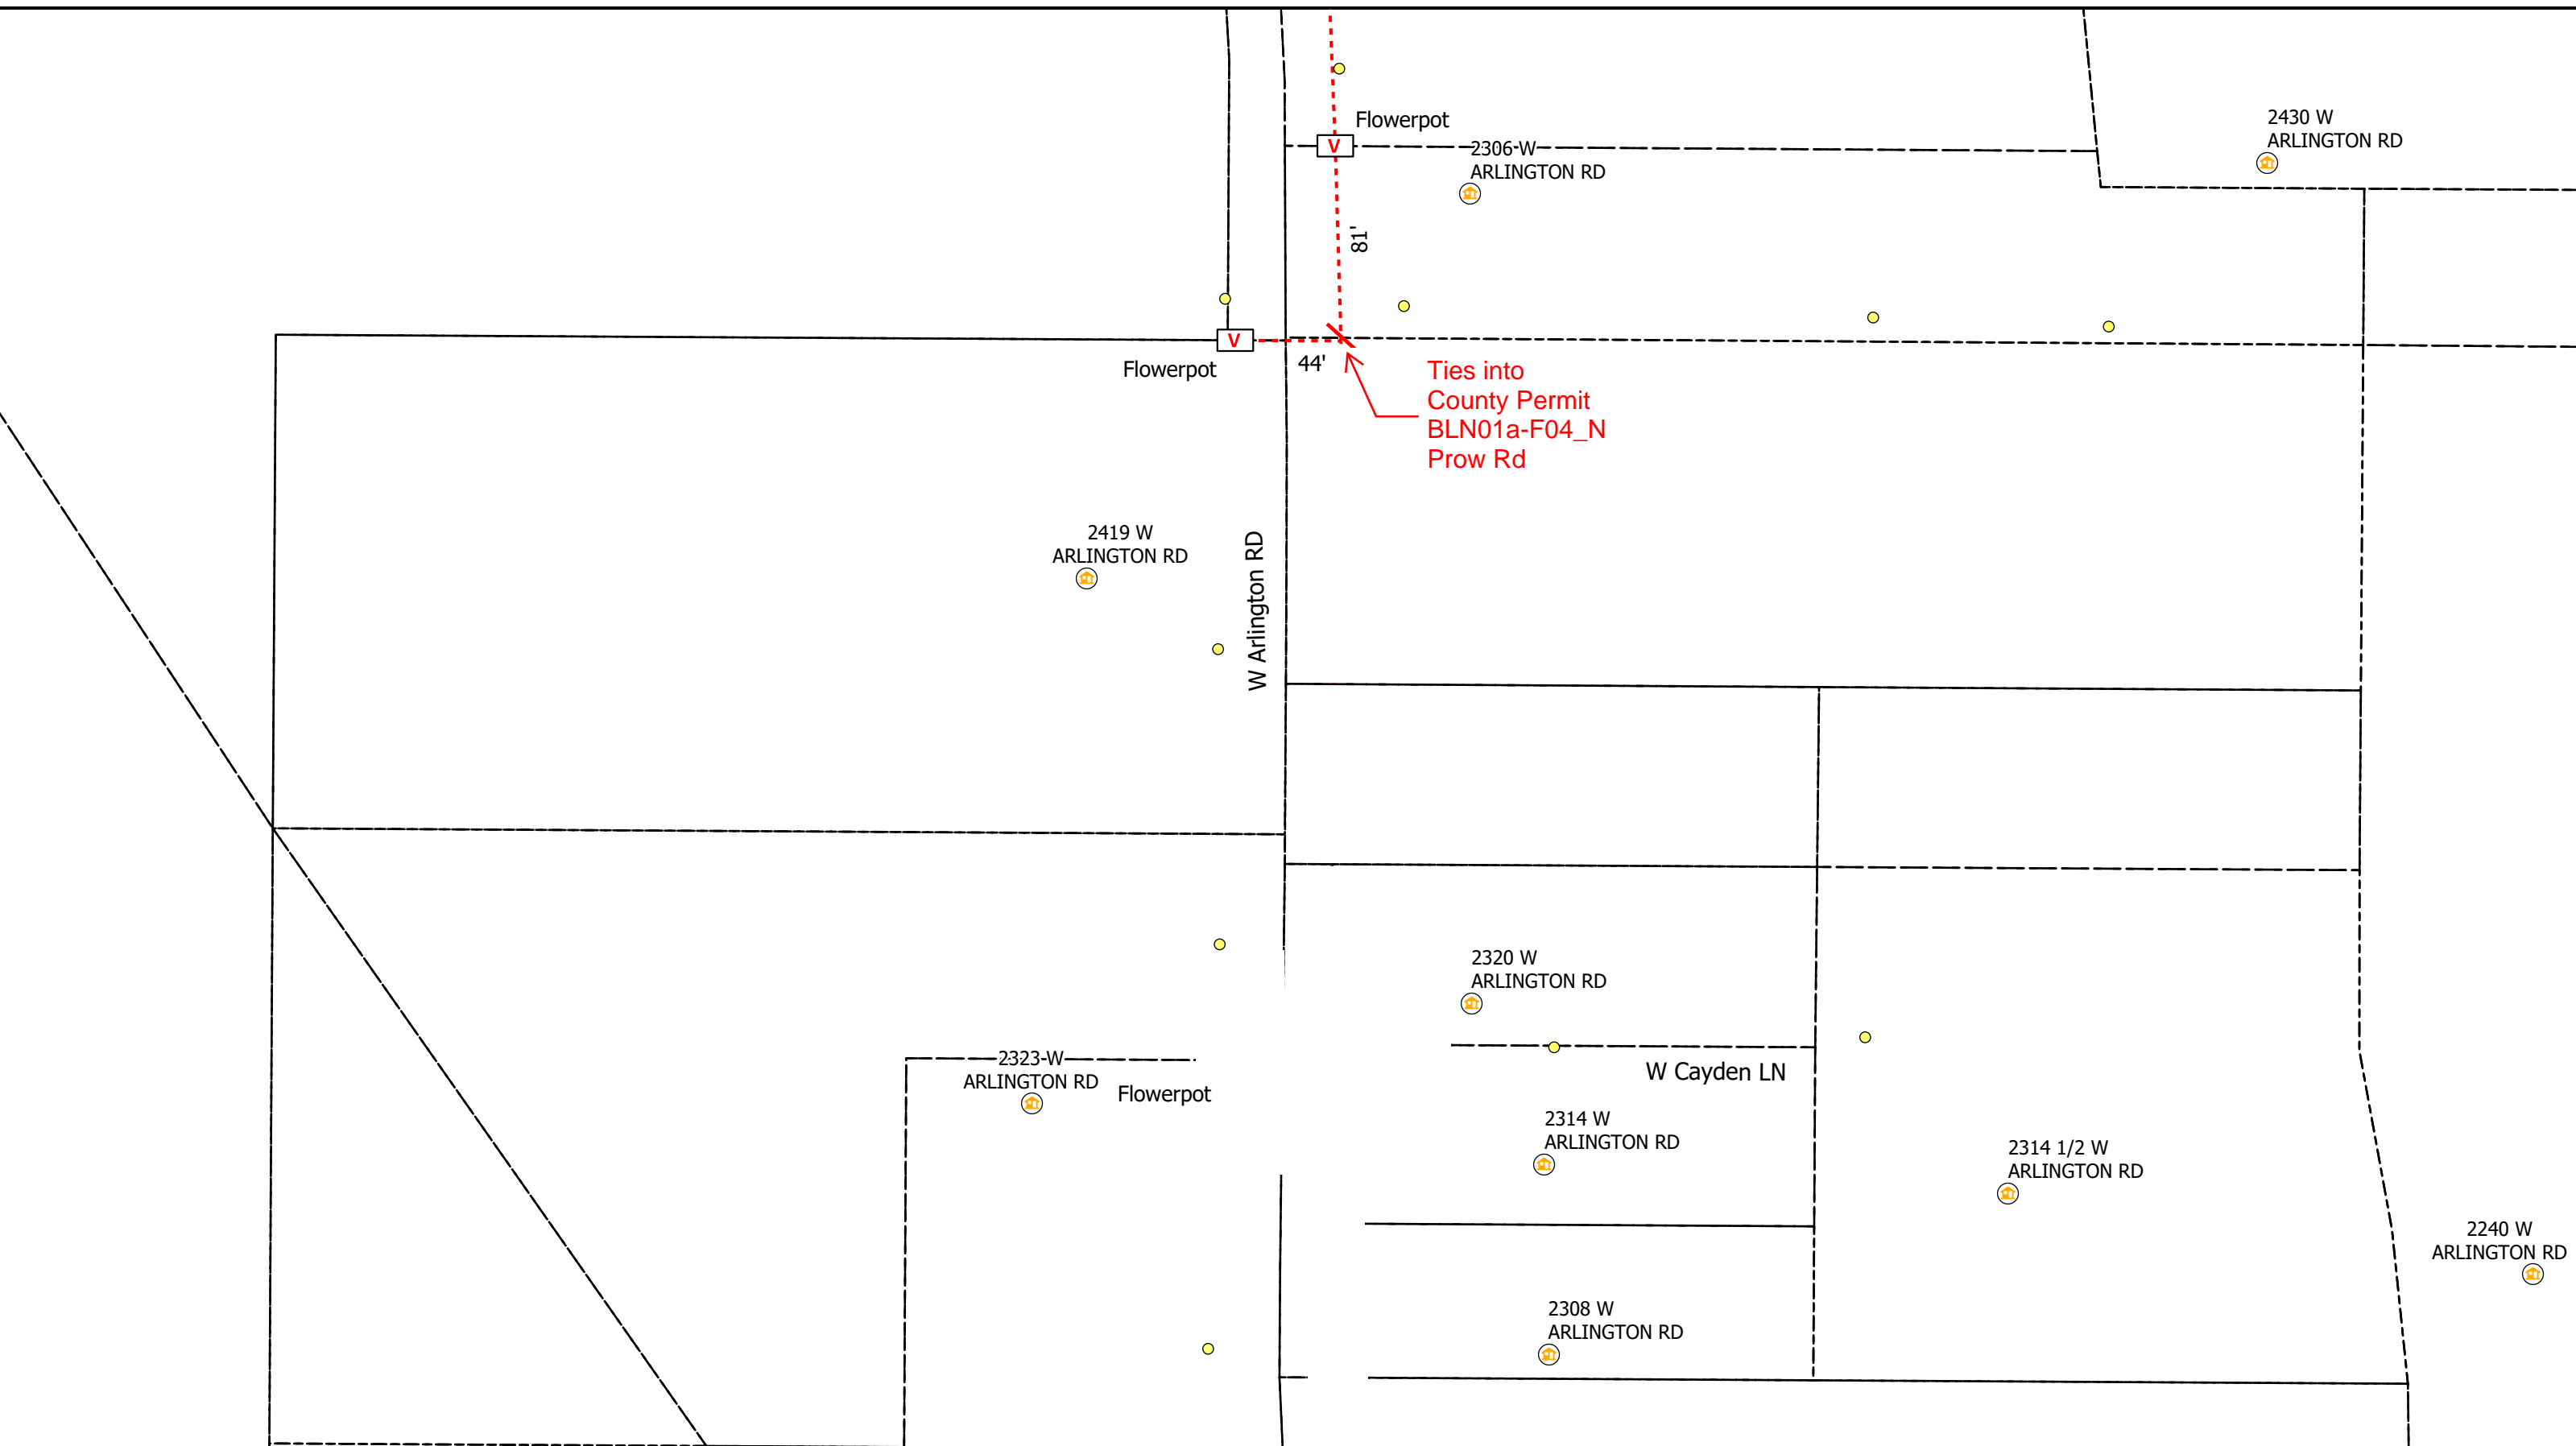 2430 W
ARLINGTON RD
Flowerpot
V
2306 W
ARLINGTON RD
81'
V
Flowerpot
44'
Ties into
County Permit
BLN01a-F04_N
Prow Rd
2419 W
ARLINGTON RD
W Arlington RD
2320 W
ARLINGTON RD
2323 W
ARLINGTON RD
Flowerpot
W Cayden LN
2314 W
ARLINGTON RD
2314 1/2 W
ARLINGTON RD
2240 W
ARLINGTON RD
2308 W
ARLINGTON RD